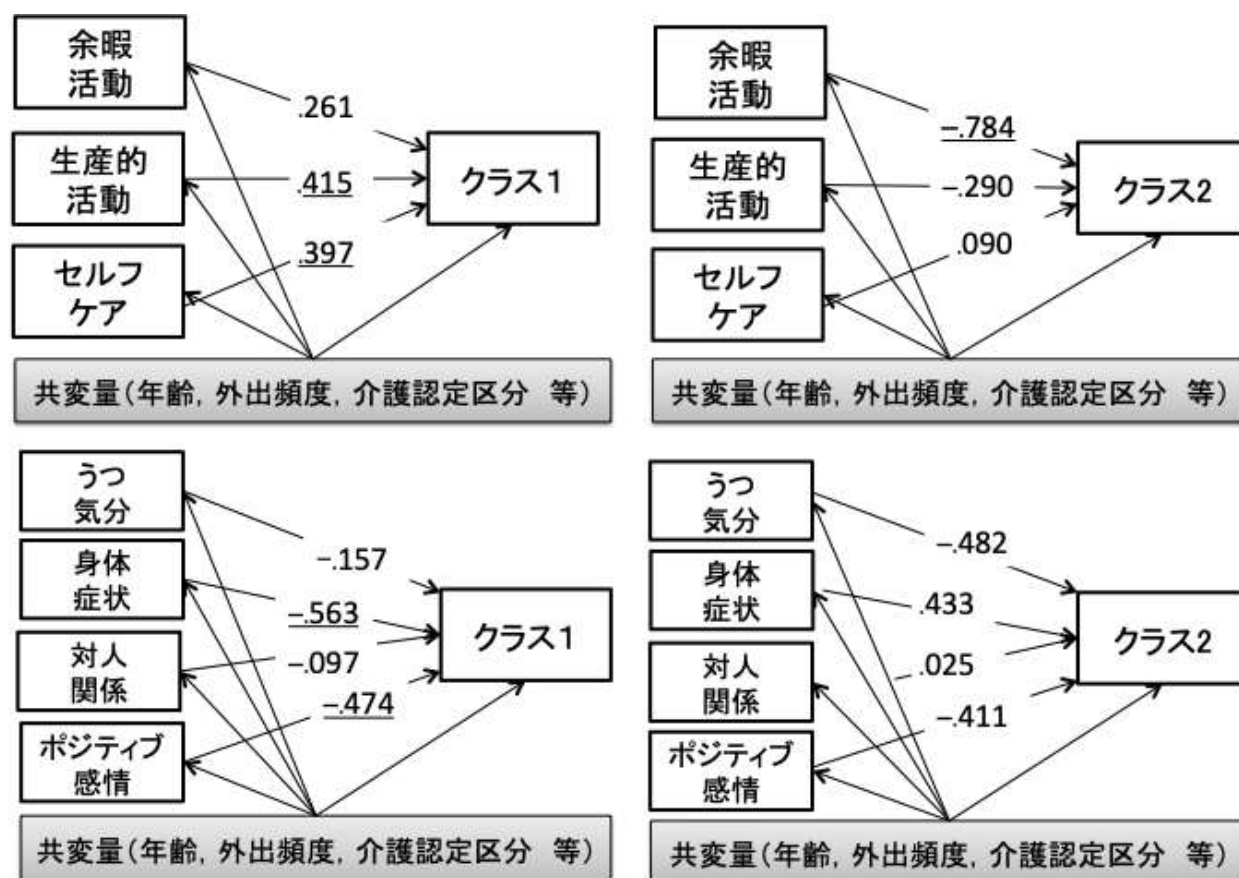 余暇
活動
.261
生産的
活動
.415
クラス1
セルフ
ケア
.397
共変量(年齢, 外出頻度, 介護認定区分 等)
余暇
活動
−.784
生産的
活動
−.290
クラス2
セルフ
ケア
.090
共変量(年齢, 外出頻度, 介護認定区分 等)
うつ
気分
−.157
身体
症状
−.563
クラス1
対人
関係
−.097
−.474
ポジティブ
感情
共変量(年齢, 外出頻度, 介護認定区分 等)
うつ
気分
−.482
身体
症状
.433
クラス2
対人
関係
.025
−.411
ポジティブ
感情
共変量(年齢, 外出頻度, 介護認定区分 等)